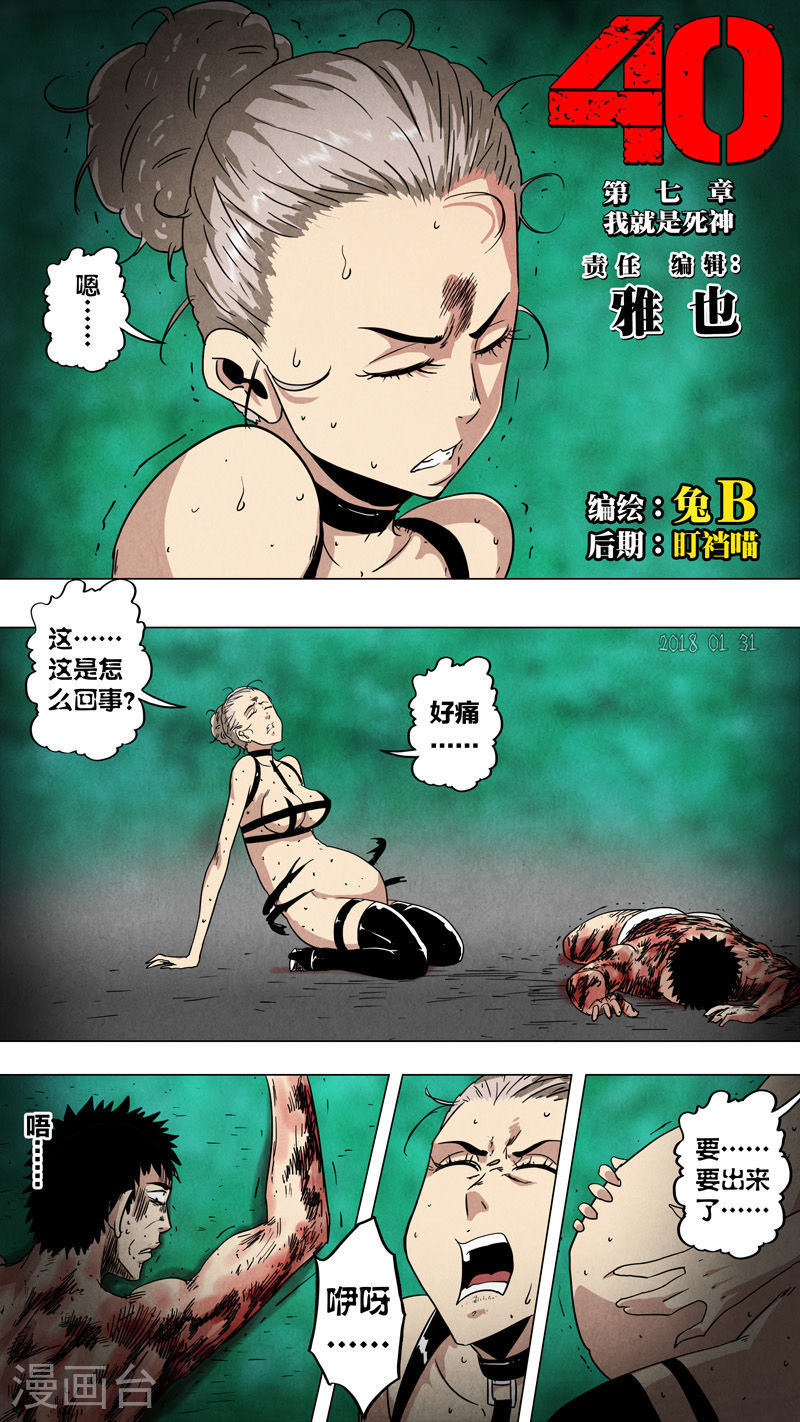 40
第七章
我就是死神
责任 编辑：
雅也
嗯
……
编绘：兔B
后期：盯裆喵
2018 01 31
这……
这是怎
么回事?
好痛
……
唔……
咿呀
……
要……
要出来
了……
漫画台